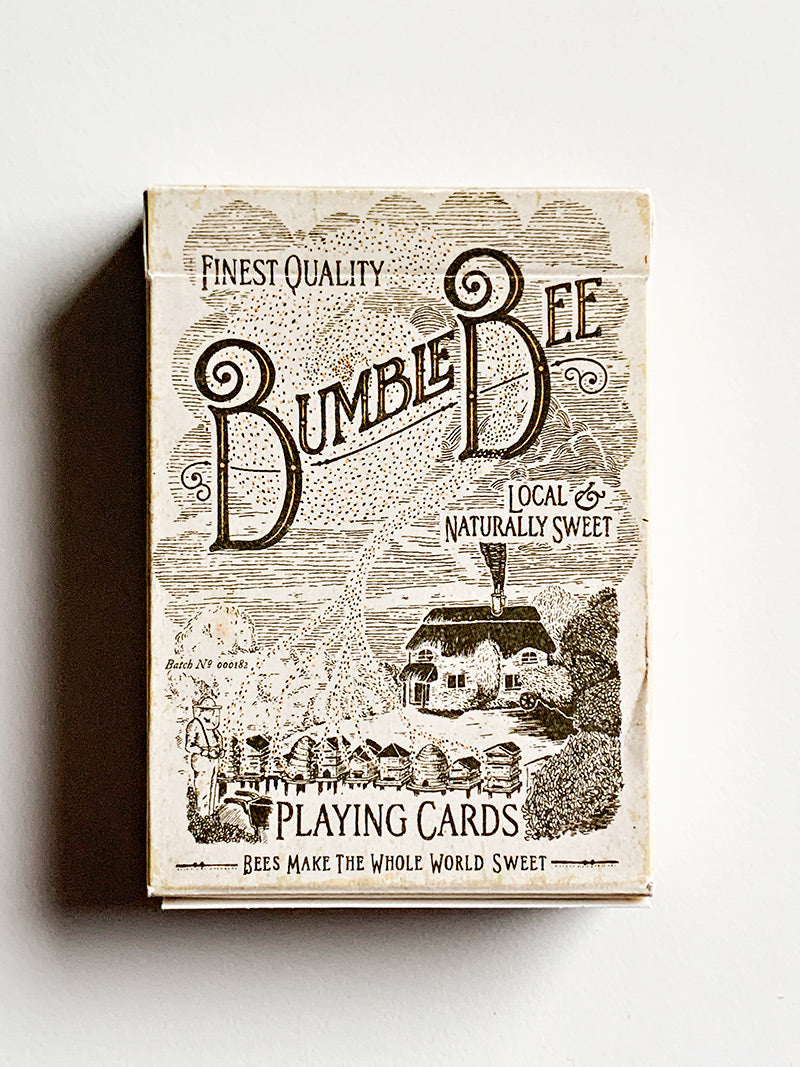 Finest Quality
Bumble Bee
Local &
Naturally Sweet
Batch Nº 000182
Playing Cards
Bees Make The Whole World Sweet